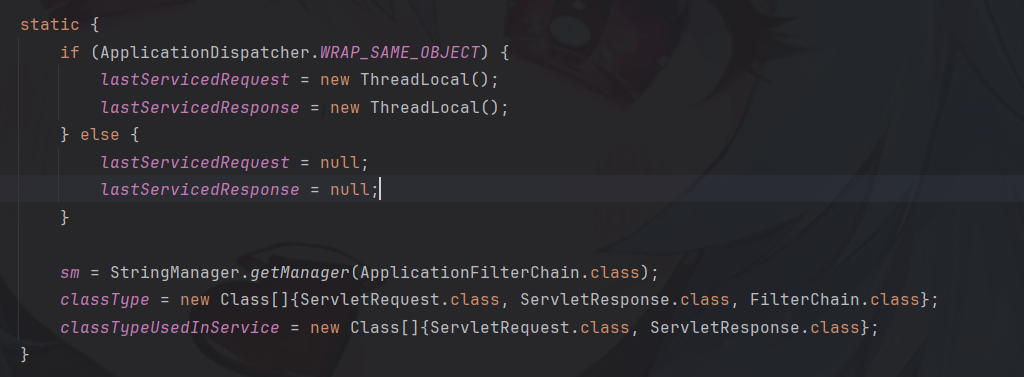 static {
    if (ApplicationDispatcher.WRAP_SAME_OBJECT) {
        lastServicedRequest = new ThreadLocal();
        lastServicedResponse = new ThreadLocal();
    } else {
        lastServicedRequest = null;
        lastServicedResponse = null;
    }

    sm = StringManager.getManager(ApplicationFilterChain.class);
    classType = new Class[]{ServletRequest.class, ServletResponse.class, FilterChain.class};
    classTypeUsedInService = new Class[]{ServletRequest.class, ServletResponse.class};
}